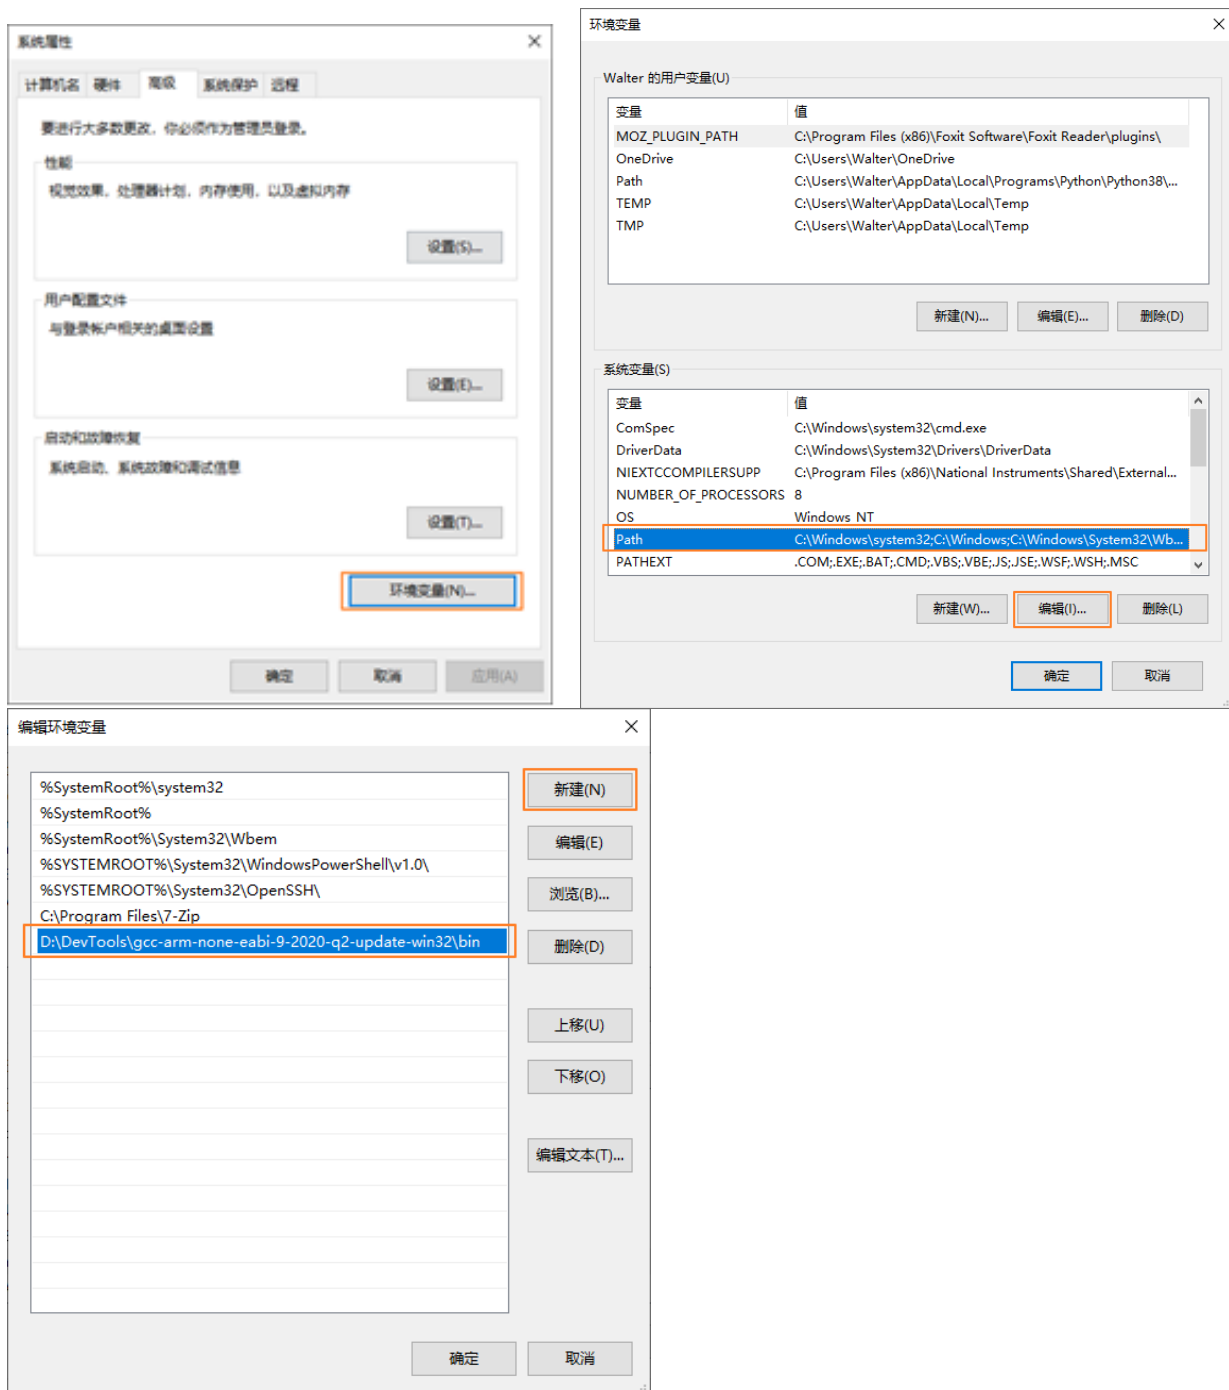 系统属性
计算机名 硬件 高级 系统保护 远程
要进行大多数更改，你必须作为管理员登录。
性能
视觉效果，处理器计划，内存使用，以及虚拟内存
设置(S)...
用户配置文件
与登录帐户相关的桌面设置
设置(E)...
启动和故障恢复
系统启动、系统故障和调试信息
设置(T)...
环境变量(N)...
确定 取消 应用(A)
环境变量
Walter 的用户变量(U)
变量 值
MOZ_PLUGIN_PATH C:\Program Files (x86)\Foxit Software\Foxit Reader\plugins\
OneDrive C:\Users\Walter\OneDrive
Path C:\Users\Walter\AppData\Local\Programs\Python\Python38\...
TEMP C:\Users\Walter\AppData\Local\Temp
TMP C:\Users\Walter\AppData\Local\Temp
新建(N)... 编辑(E)... 删除(D)
系统变量(S)
变量 值
ComSpec C:\Windows\system32\cmd.exe
DriverData C:\Windows\System32\Drivers\DriverData
NIEXTCCOMPILERSUPP C:\Program Files (x86)\National Instruments\Shared\External...
NUMBER_OF_PROCESSORS 8
OS Windows_NT
Path C:\Windows\system32;C:\Windows;C:\Windows\System32\Wb...
PATHEXT .COM;.EXE;.BAT;.CMD;.VBS;.VBE;.JS;.JSE;.WSF;.WSH;.MSC
新建(W)... 编辑(I)... 删除(L)
确定 取消
编辑环境变量
%SystemRoot%\system32
%SystemRoot%
%SystemRoot%\System32\Wbem
%SYSTEMROOT%\System32\WindowsPowerShell\v1.0\
%SYSTEMROOT%\System32\OpenSSH\
C:\Program Files\7-Zip
D:\DevTools\gcc-arm-none-eabi-9-2020-q2-update-win32\bin
新建(N)
编辑(E)
浏览(B)...
删除(D)
上移(U)
下移(O)
编辑文本(T)...
确定 取消